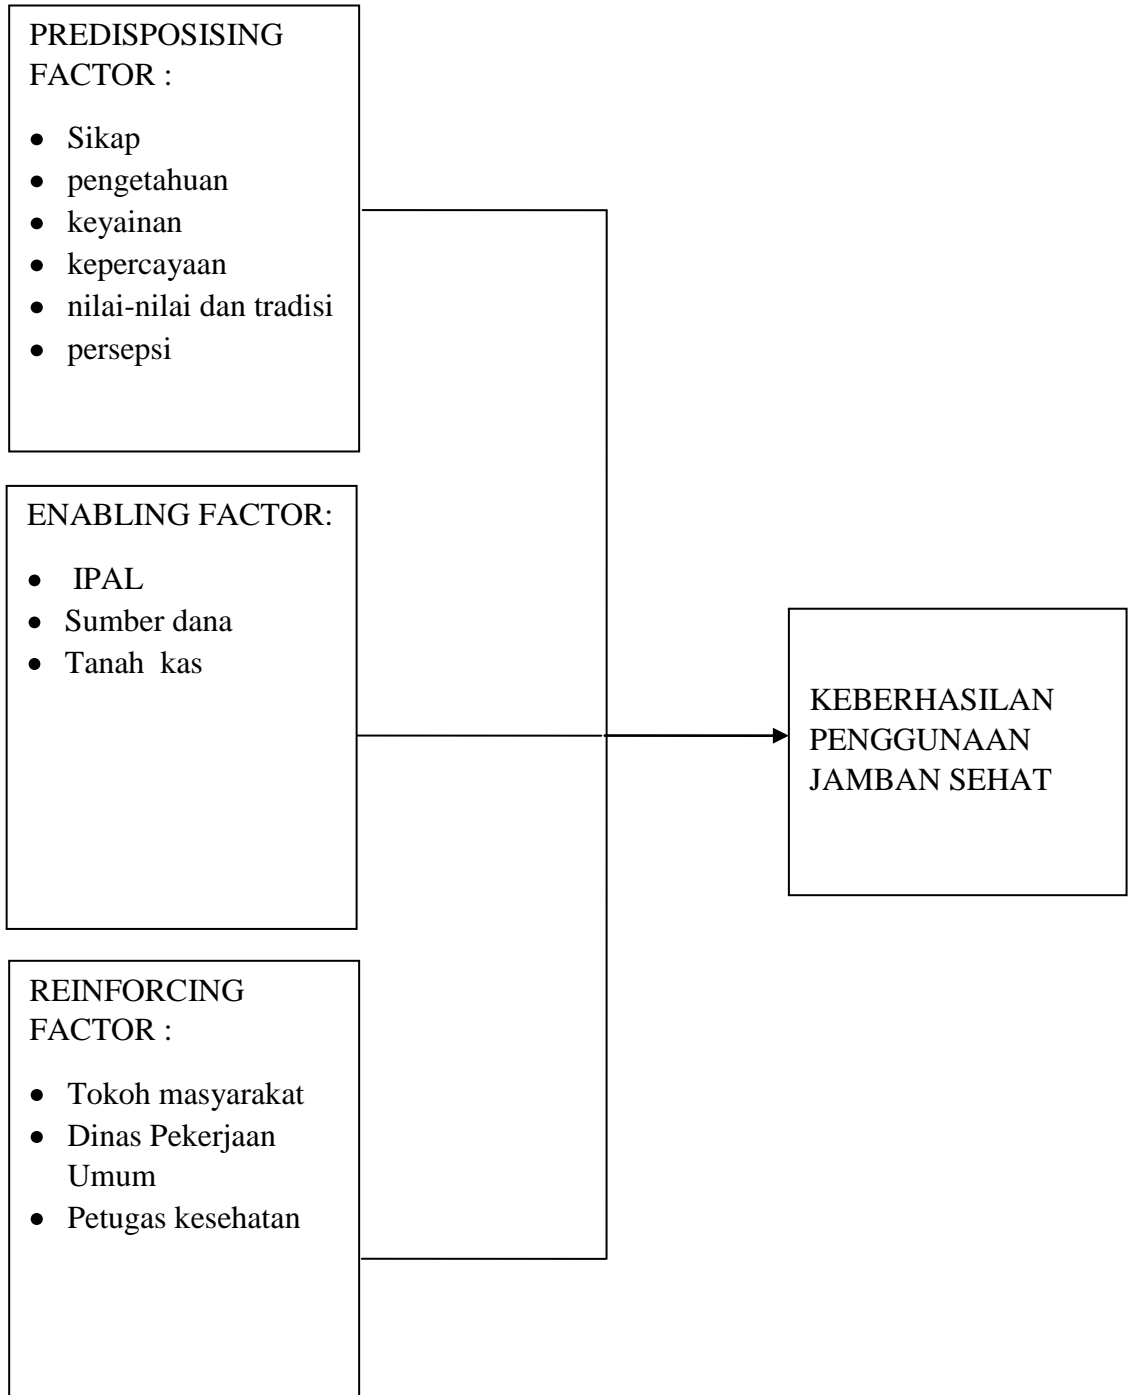 PREDISPOSISING
FACTOR :
• Sikap
• pengetahuan
• keyainan
• kepercayaan
• nilai-nilai dan tradisi
• persepsi
ENABLING FACTOR:
• IPAL
• Sumber dana
• Tanah kas
KEBERHASILAN
PENGGUNAAN
JAMBAN SEHAT
REINFORCING
FACTOR :
• Tokoh masyarakat
• Dinas Pekerjaan
Umum
• Petugas kesehatan